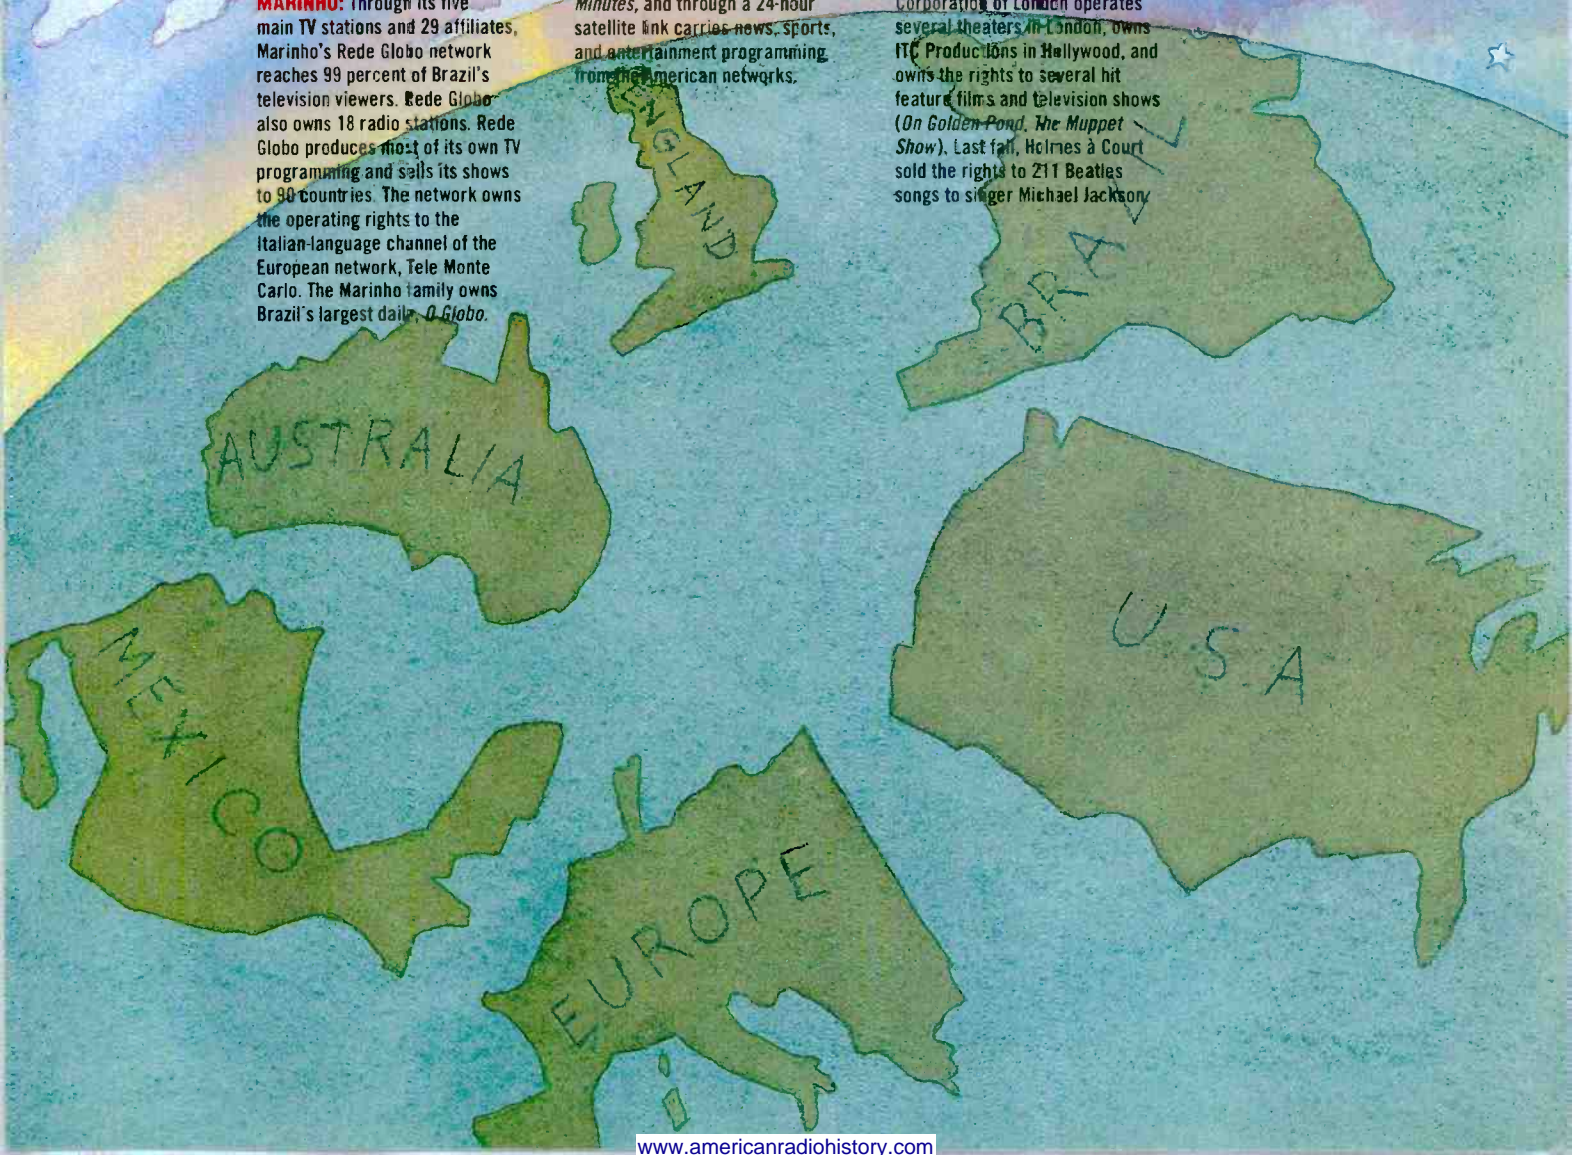 MARINHO: Through its five
main TV stations and 29 affiliates,
Marinho's Rede Globo network
reaches 99 percent of Brazil's
television viewers. Rede Globo
also owns 18 radio stations. Rede
Globo produces most of its own TV
programming and sells its shows
to 90 countries. The network owns
the operating rights to the
Italian-language channel of the
European network, Tele Monte
Carlo. The Marinho family owns
Brazil's largest daily, O Globo.
Minutes, and through a 24-hour
satellite link carries news, sports,
and entertainment programming
from the American networks.
Corporation of London operates
several theaters in London, owns
ITC Productions in Hollywood, and
owns the rights to several hit
feature films and television shows
(On Golden Pond, The Muppet
Show). Last fall, Holmes à Court
sold the rights to 211 Beatles
songs to singer Michael Jackson.
ENGLAND
BRAZIL
AUSTRALIA
U.S.A
MEXICO
EUROPE
www.americanradiohistory.com